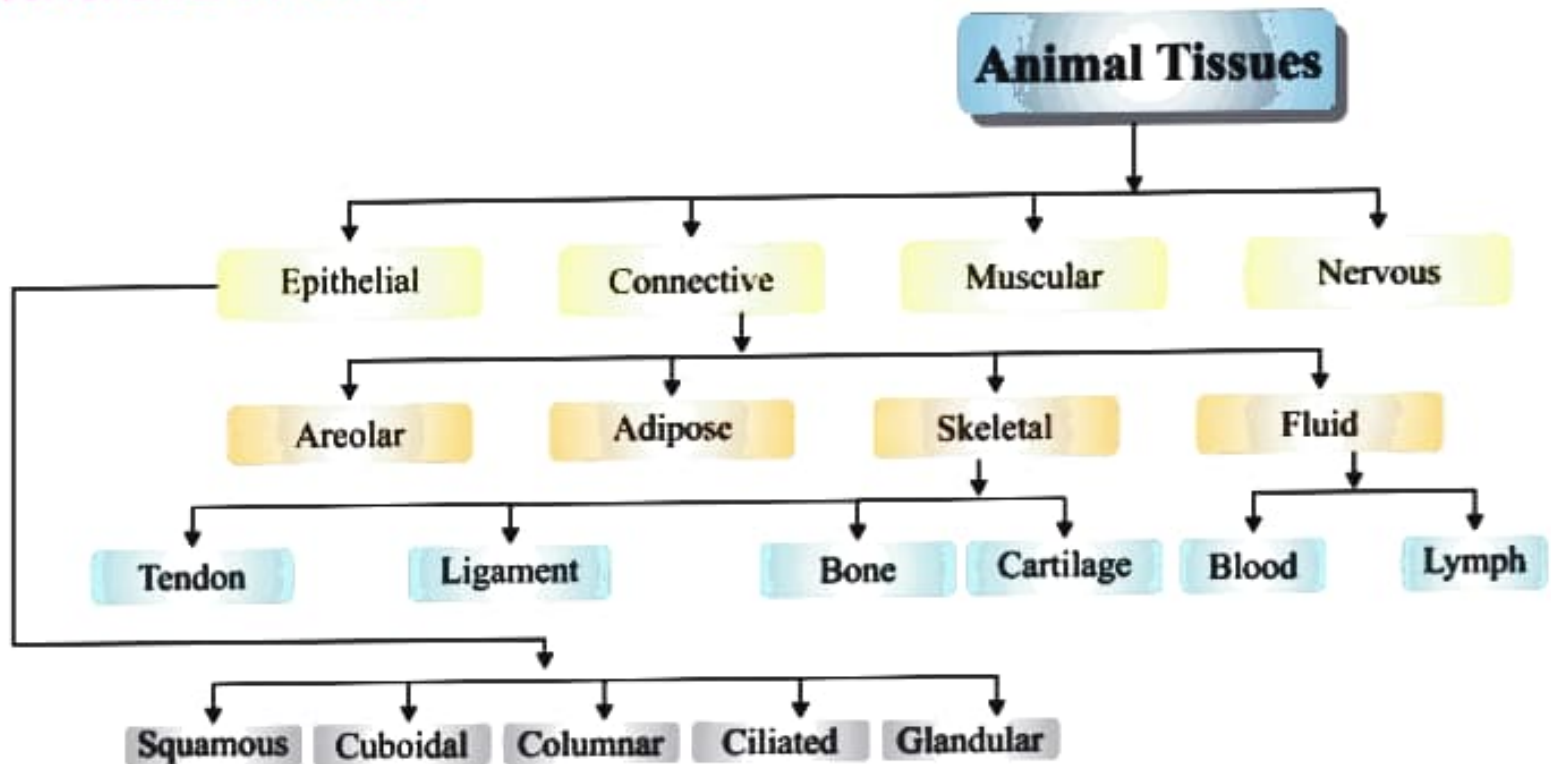 Animal Tissues
Epithelial Connective Muscular Nervous
Areolar Adipose Skeletal Fluid
Tendon Ligament Bone Cartilage Blood Lymph
Squamous Cuboidal Columnar Ciliated Glandular